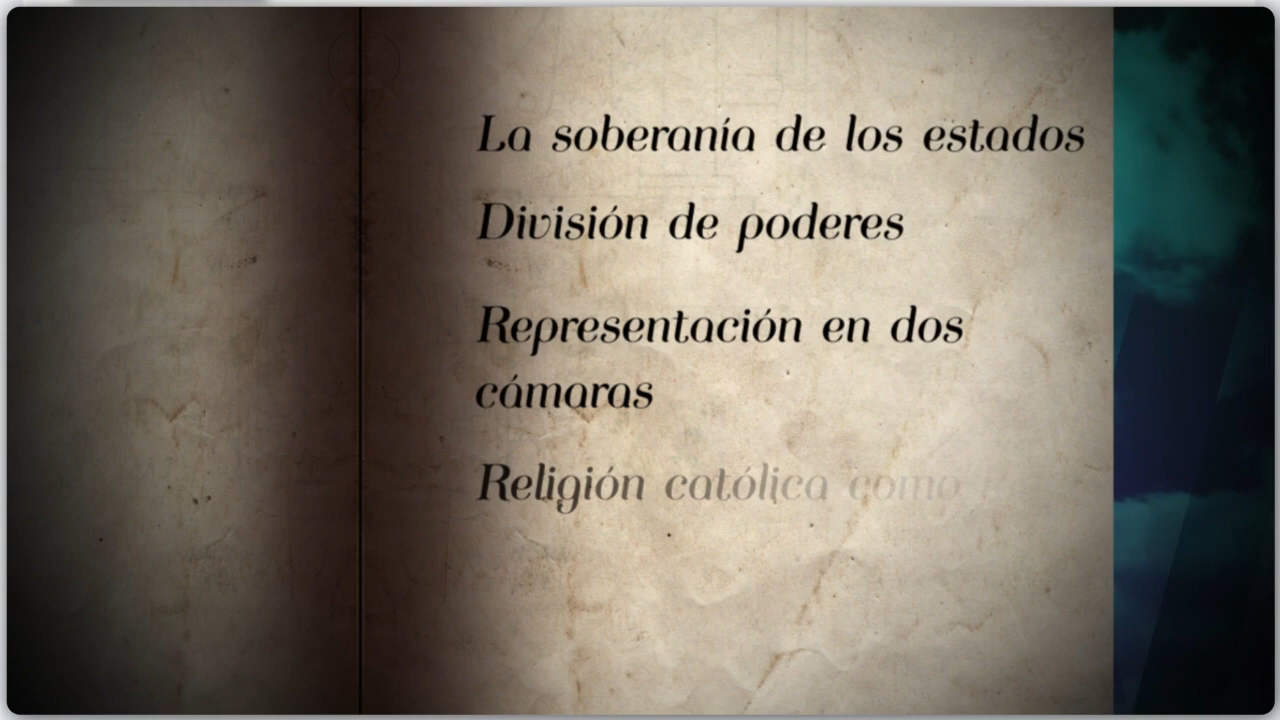 La soberanía de los estados
División de poderes
Representación en dos
cámaras
Religión católica como